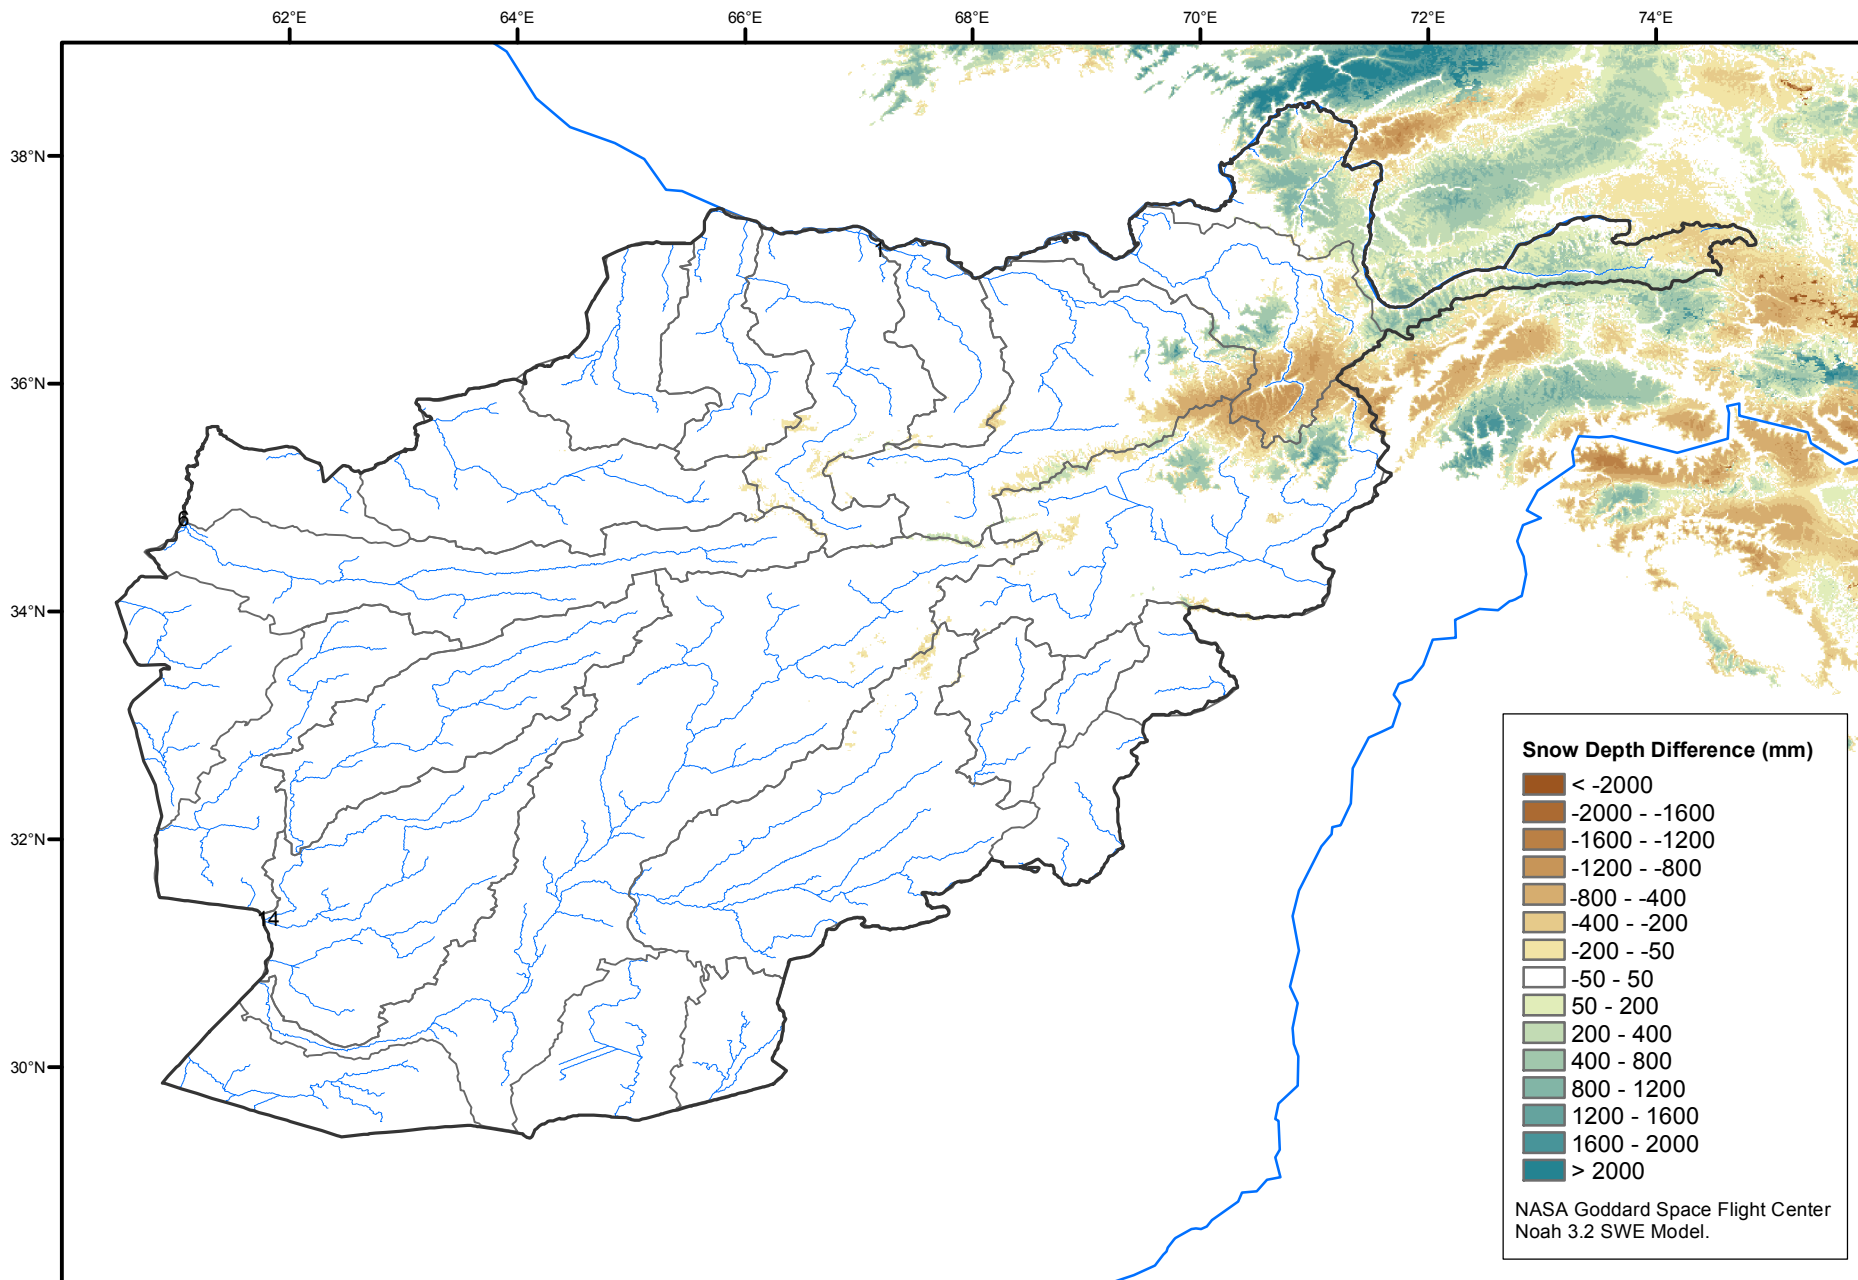 62°E 64°E 66°E 68°E 70°E 72°E 74°E
38°N
1
36°N
6
34°N
32°N
14
30°N
Snow Depth Difference (mm)
< -2000
-2000 - -1600
-1600 - -1200
-1200 - -800
-800 - -400
-400 - -200
-200 - -50
-50 - 50
50 - 200
200 - 400
400 - 800
800 - 1200
1200 - 1600
1600 - 2000
> 2000
NASA Goddard Space Flight Center
Noah 3.2 SWE Model.